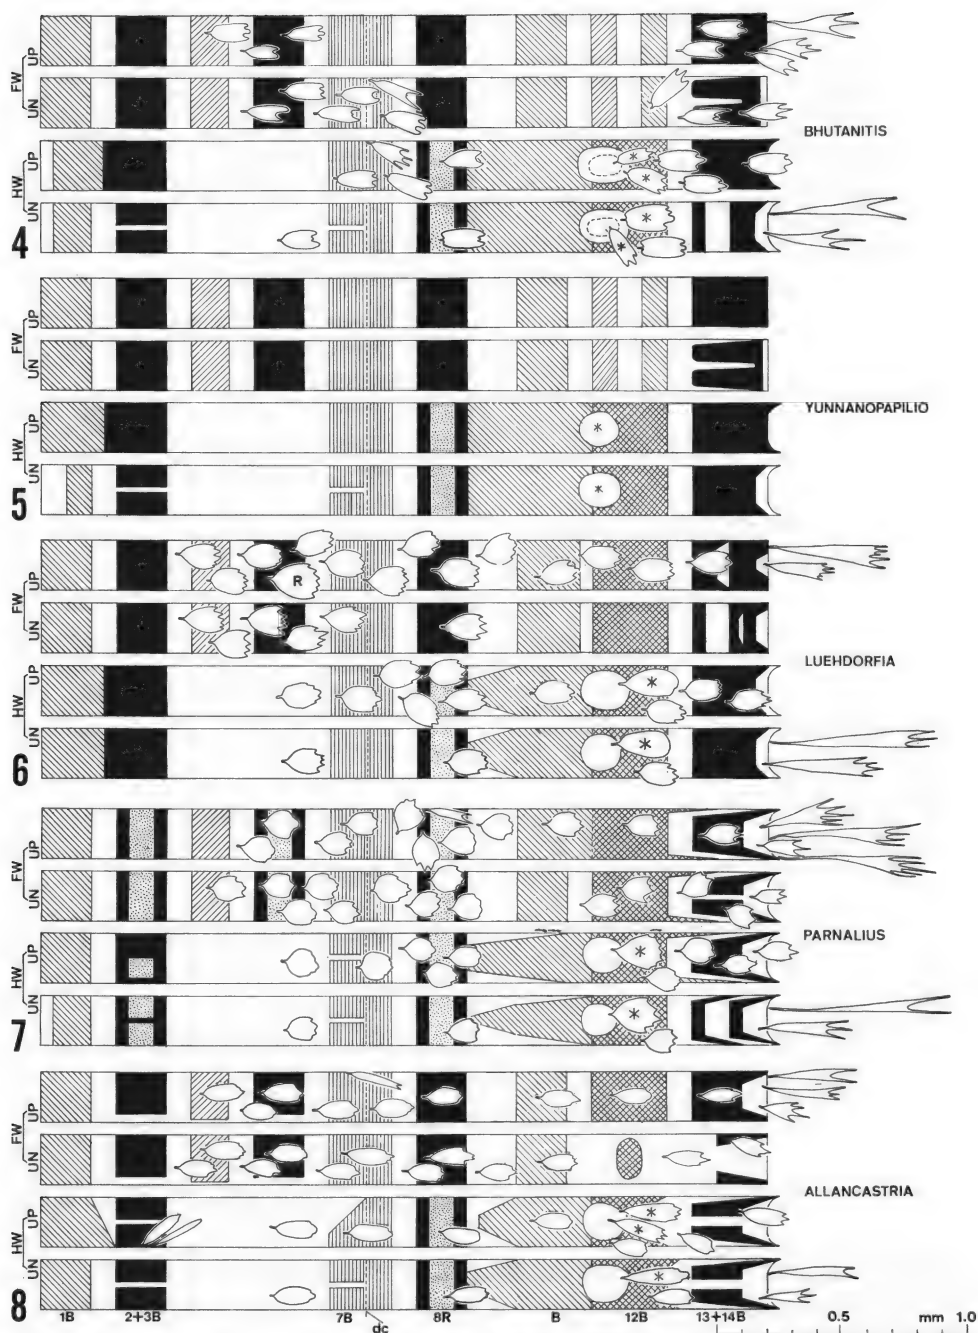 FW UP
UN
BHUTANITIS
HW UP
UN
4
FW UP
UN
YUNNANOPAPILIO
HW UP
UN
5
FW UP
R
UN
LUEHDORFIA
HW UP
UN
6
FW UP
UN
PARNALIUS
HW UP
UN
7
FW UP
UN
ALLANCASTRIA
HW UP
UN
8
1B 2+3B 7B dc 8R B 12B 13+14B 0.5 mm 1.0